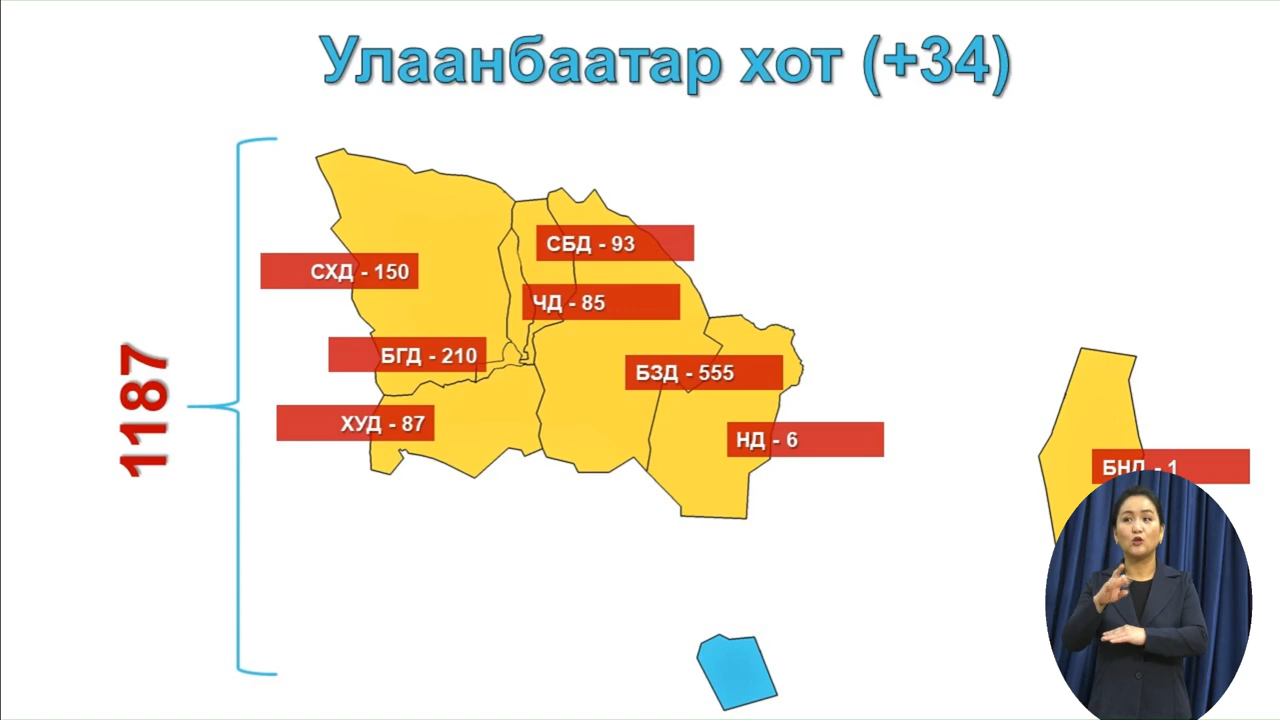 Улаанбаатар хот (+34)
СБД - 93
СХД - 150
ЧД - 85
БГД - 210
БЗД - 555
ХУД - 87
НД - 6
БНД - 1
1187